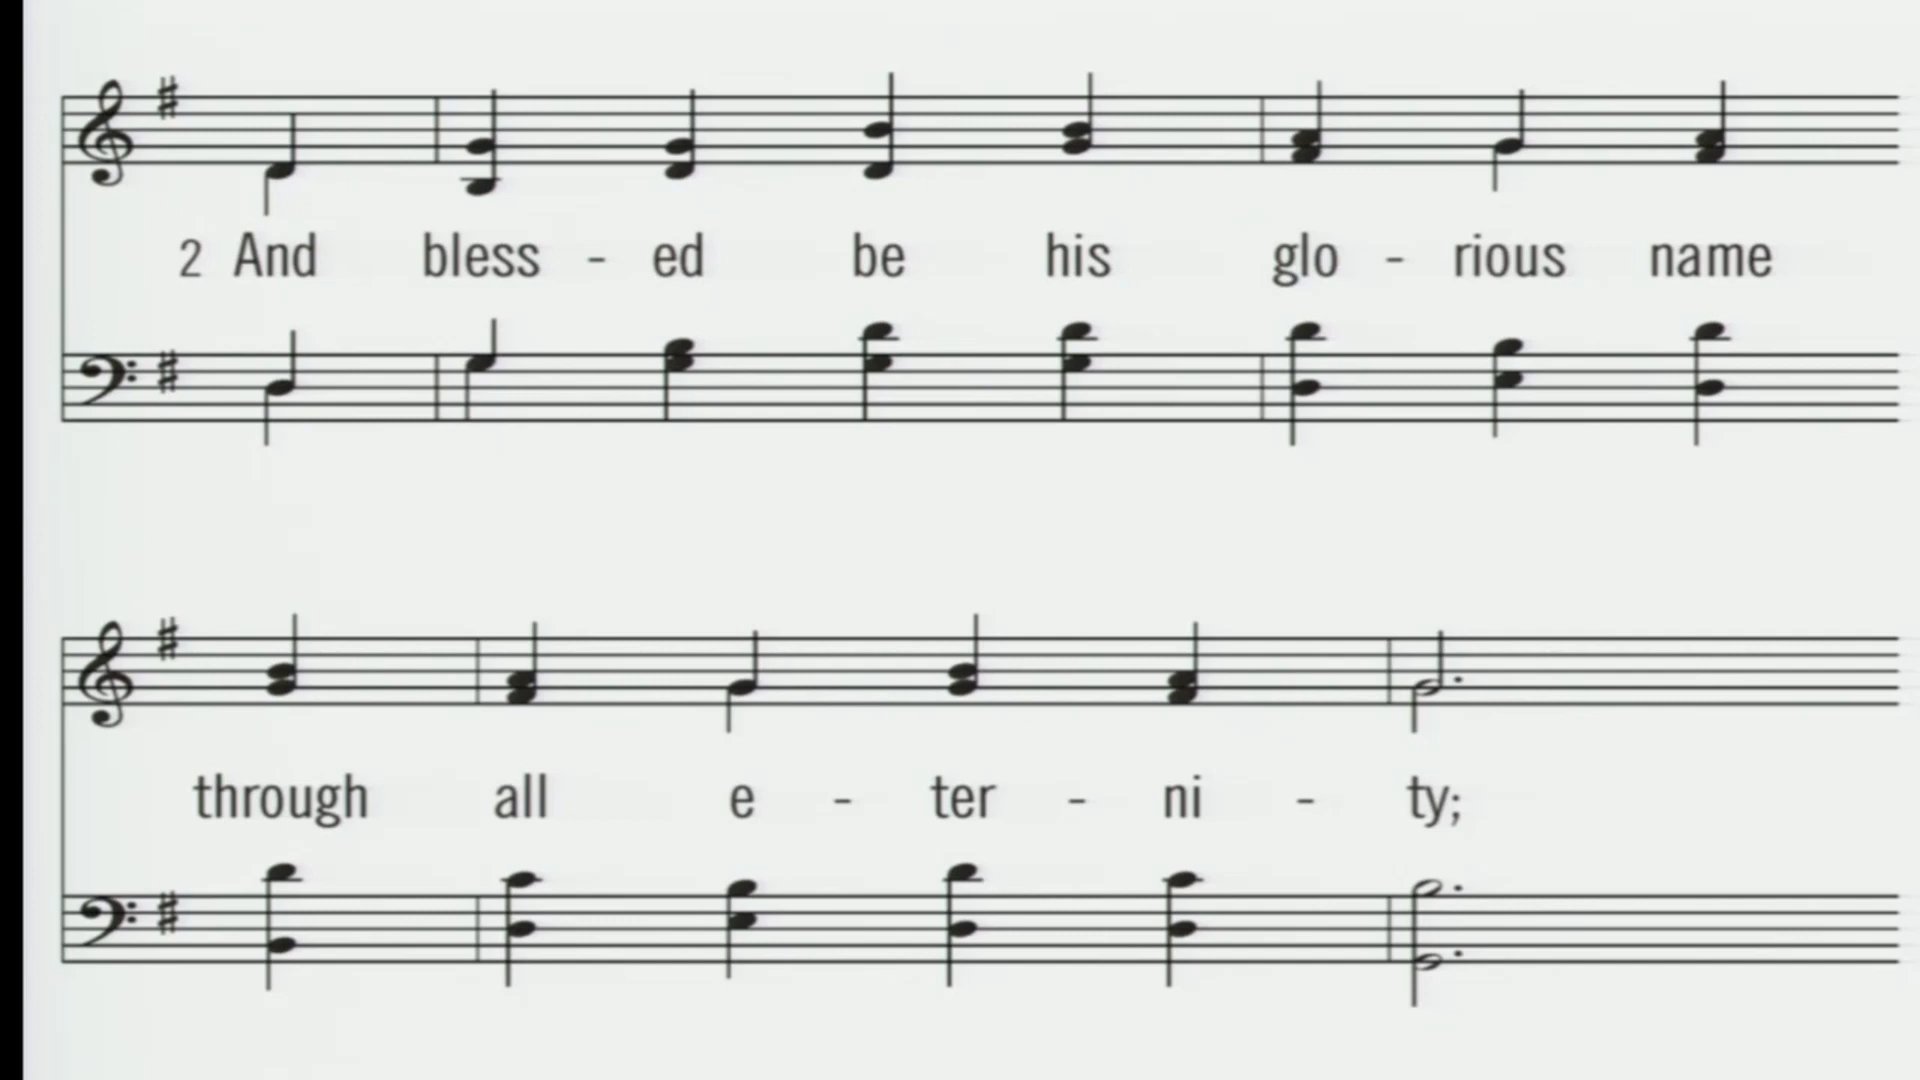 2 And bless - ed be his glo - rious name
through all e - ter - ni - ty;